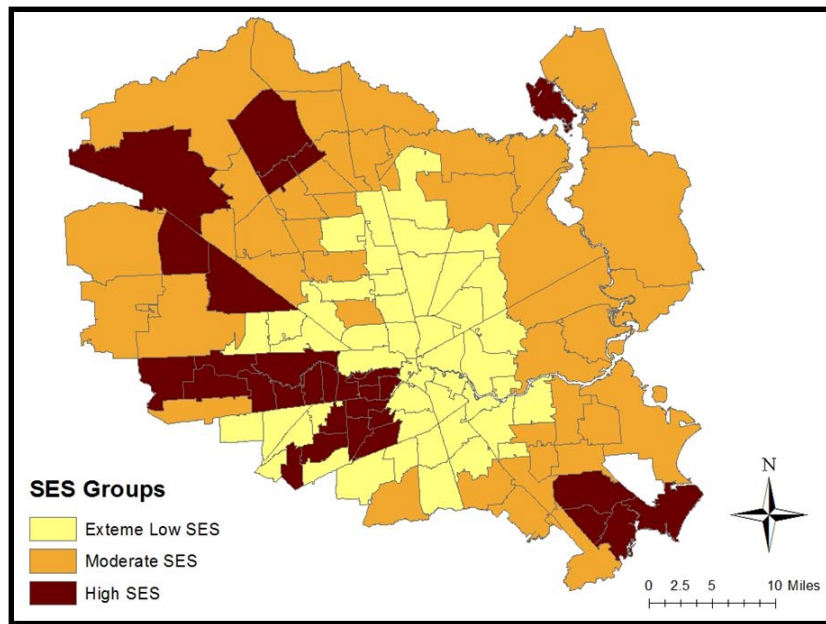 SES Groups
Exteme Low SES
Moderate SES
High SES
N
0 2.5 5 10 Miles